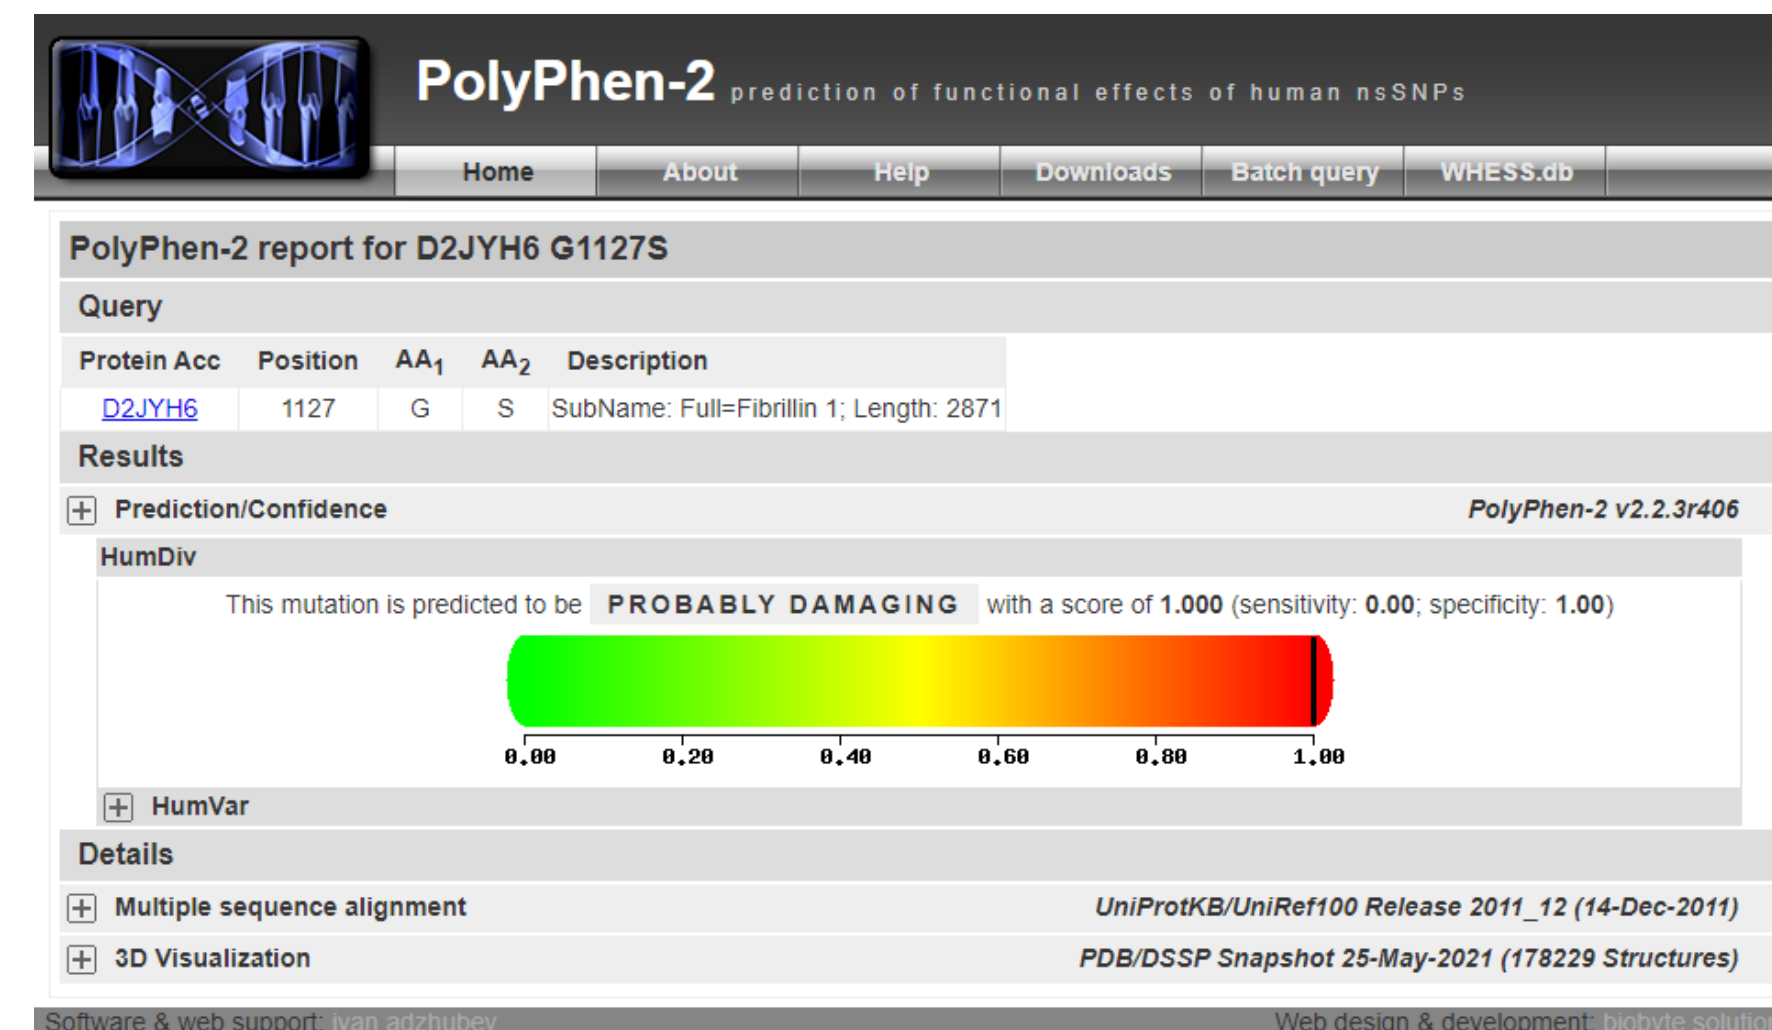 PolyPhen-2 prediction of functional effects of human nsSNPs
Home About Help Downloads Batch query WHESS.db
PolyPhen-2 report for D2JYH6 G1127S
Query
Protein Acc Position AA1 AA2 Description
D2JYH6 1127 G S SubName: Full=Fibrillin 1; Length: 2871
Results
Prediction/Confidence PolyPhen-2 v2.2.3r406
HumDiv
This mutation is predicted to be PROBABLY DAMAGING with a score of 1.000 (sensitivity: 0.00; specificity: 1.00)
0.00 0.20 0.40 0.60 0.80 1.00
HumVar
Details
Multiple sequence alignment UniProtKB/UniRef100 Release 2011_12 (14-Dec-2011)
3D Visualization PDB/DSSP Snapshot 25-May-2021 (178229 Structures)
Software & web support: ivan adzhubey Web design & development: biobyte solution